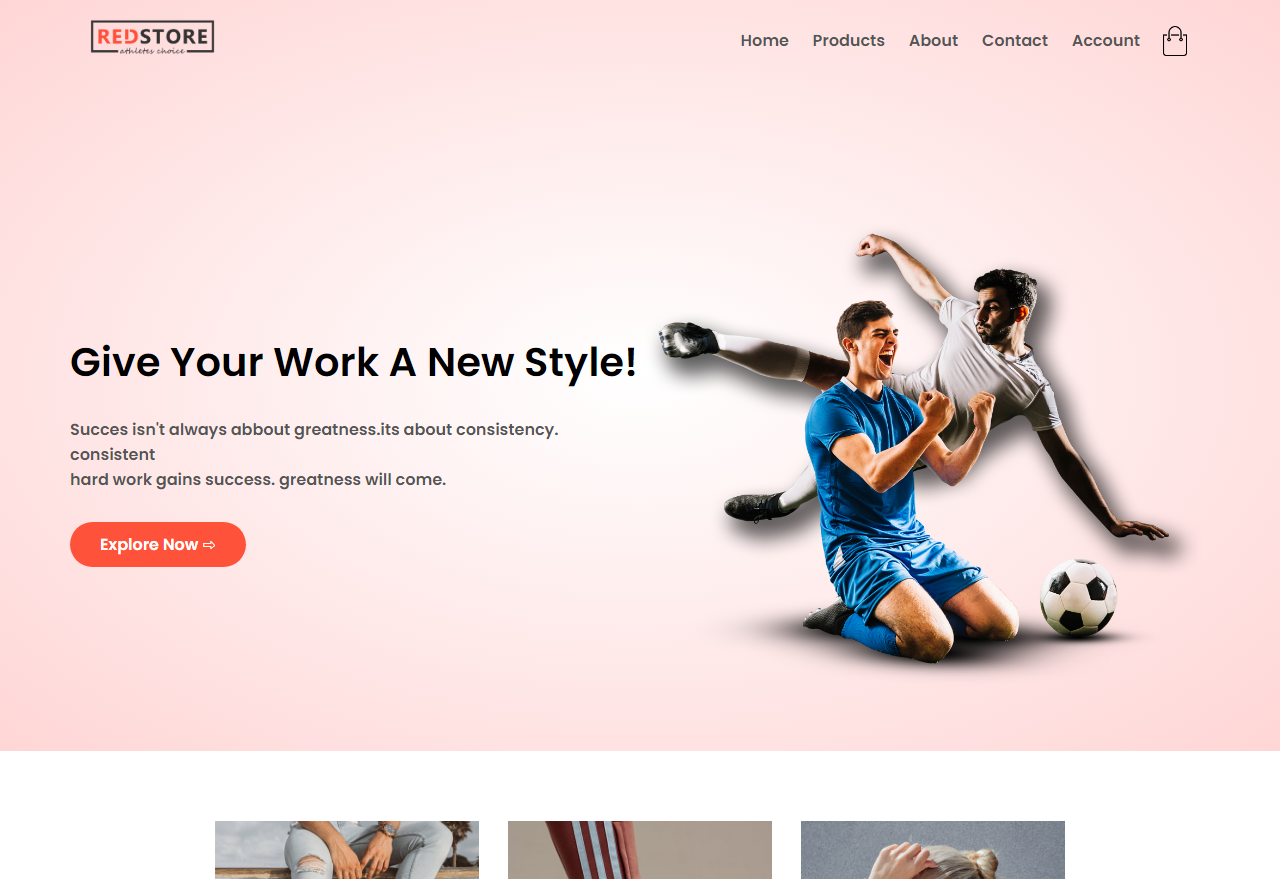 REDSTORE
athletes choice
Home Products About Contact Account
Give Your Work A New Style!
Succes isn't always abbout greatness.its about consistency.
consistent
hard work gains success. greatness will come.
Explore Now ⇨